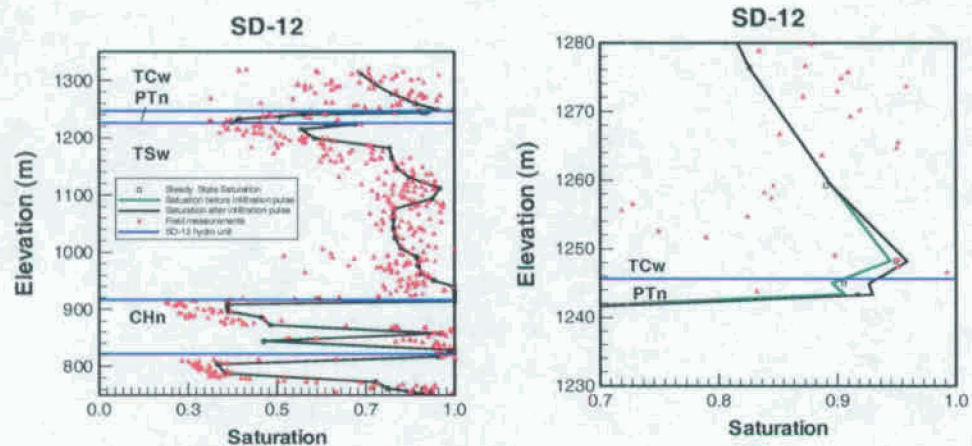 SD-12
1300
1200
1100
1000
900
800
Elevation (m)
TCw
PTn
TSw
CHn
Steady State Saturation
Saturation before infiltration pulse
Saturation after infiltration pulse
Field measurements
SD-12 hydro unit
0.0
0.2
0.5
0.7
1.0
Saturation
SD-12
1280
1270
1260
1250
1240
1230
Elevation (m)
TCw
PTn
0.7
0.8
0.9
1.0
Saturation